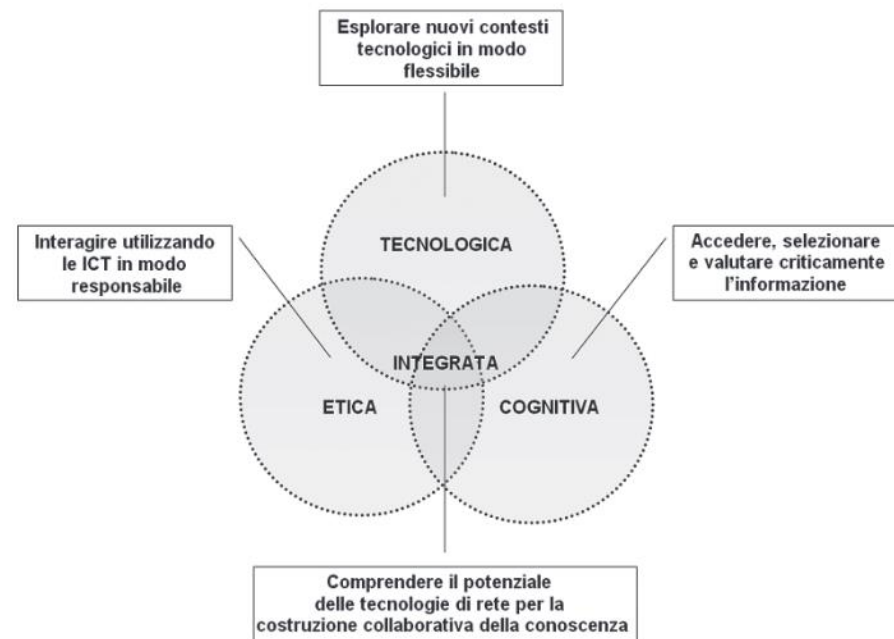 Esplorare nuovi contesti
tecnologici in modo
flessibile
TECNOLOGICA
Interagire utilizzando
le ICT in modo
responsabile
Accedere, selezionare
e valutare criticamente
l'informazione
INTEGRATA
ETICA
COGNITIVA
Comprendere il potenziale
delle tecnologie di rete per la
costruzione collaborativa della conoscenza